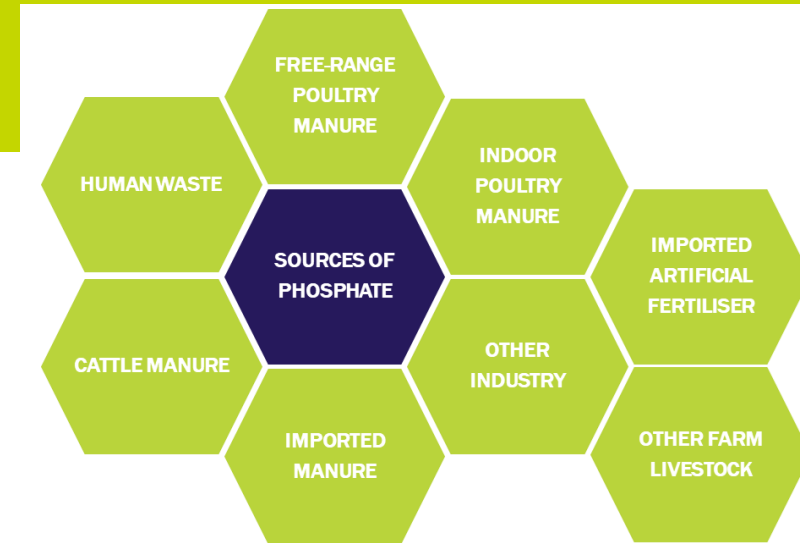 FREE-RANGE
POULTRY
MANURE
HUMAN WASTE
INDOOR
POULTRY
MANURE
SOURCES OF
PHOSPHATE
IMPORTED
ARTIFICIAL
FERTILISER
CATTLE MANURE
OTHER
INDUSTRY
IMPORTED
MANURE
OTHER FARM
LIVESTOCK